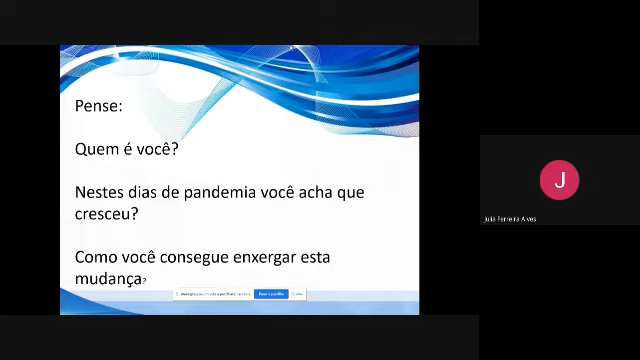 Pense:
Quem é você?
Nestes dias de pandemia você acha que
cresceu?
Como você consegue enxergar esta
mudança?
J
Julia Ferreira Alves